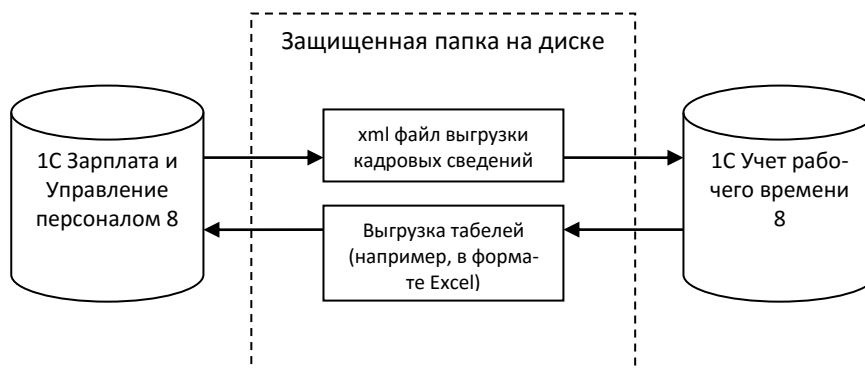 Защищенная папка на диске
1С Зарплата и
Управление
персоналом 8
xml файл выгрузки
кадровых сведений
Выгрузка табелей
(например, в форма-
те Excel)
1С Учет рабо-
чего времени
8